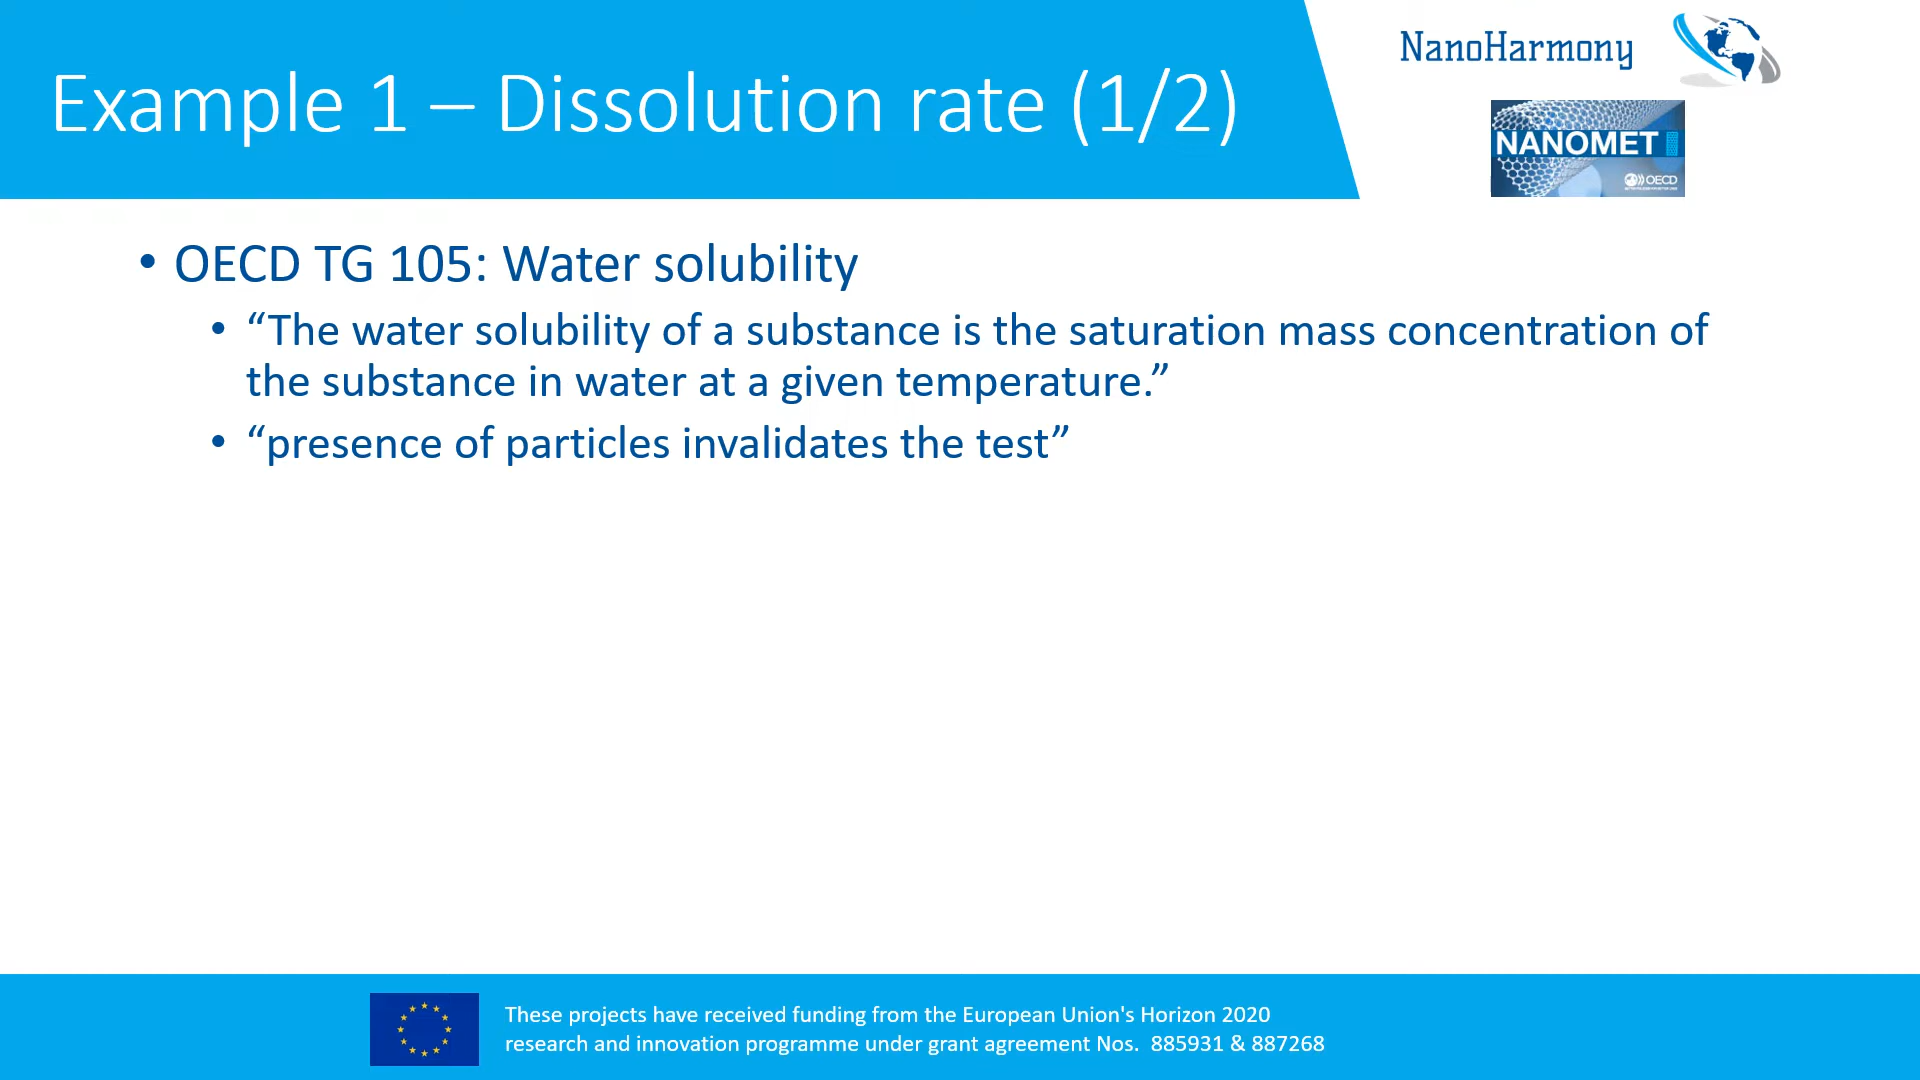 Example 1 – Dissolution rate (1/2)
NanoHarmony
NANOMET
OECD
• OECD TG 105: Water solubility
• “The water solubility of a substance is the saturation mass concentration of
the substance in water at a given temperature.”
• “presence of particles invalidates the test”
These projects have received funding from the European Union's Horizon 2020
research and innovation programme under grant agreement Nos. 885931 & 887268